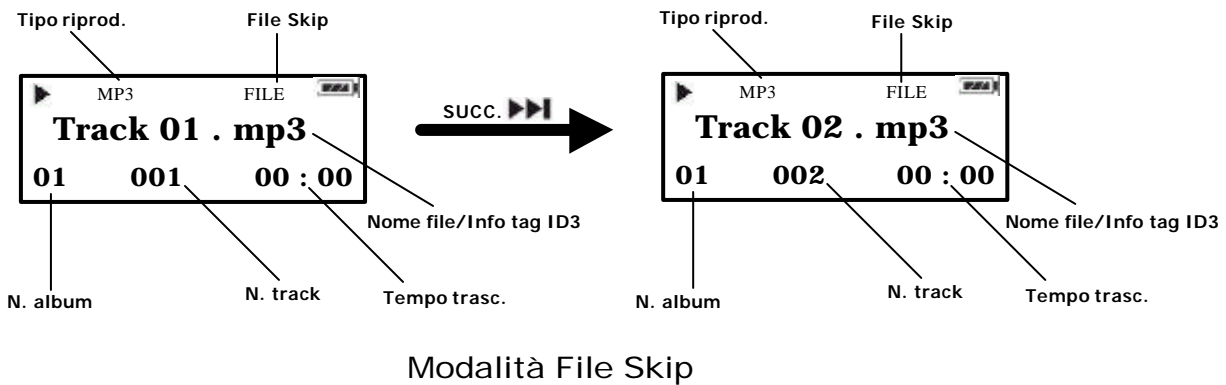 Tipo riprod. File Skip
MP3 FILE
Track 01 . mp3
01 001 00 : 00
Nome file/Info tag ID3
N. album N. track Tempo trasc.
SUCC.
Tipo riprod. File Skip
MP3 FILE
Track 02 . mp3
01 002 00 : 00
Nome file/Info tag ID3
N. album N. track Tempo trasc.
Modalità File Skip